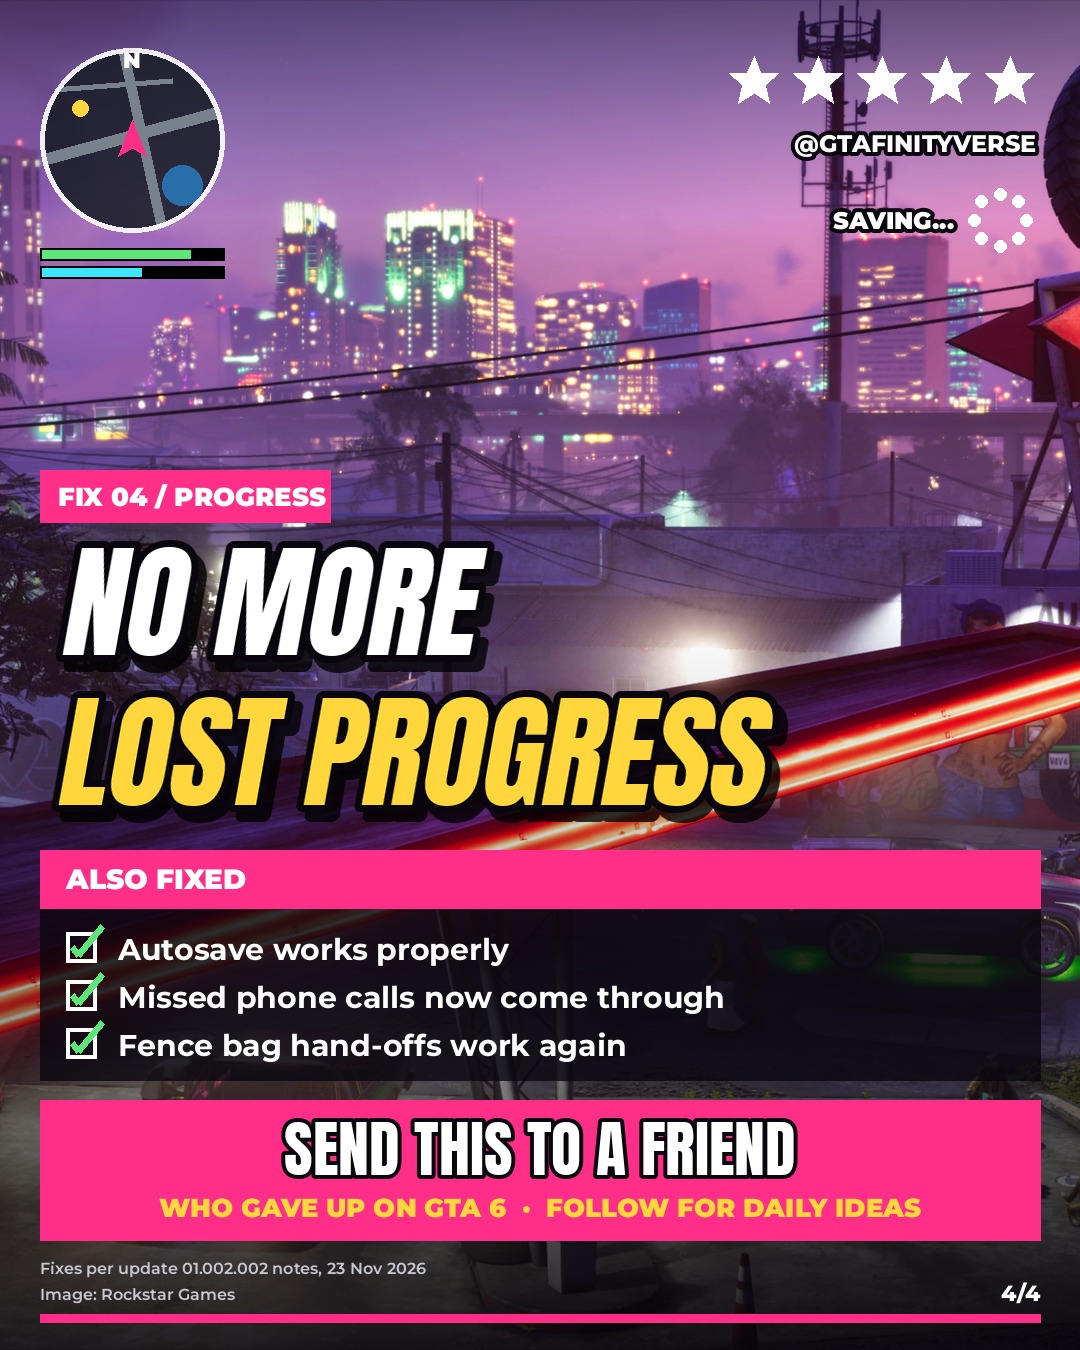 N
@GTAFINITYVERSE
SAVING...
FIX 04 / PROGRESS
NO MORE
LOST PROGRESS
ALSO FIXED
Autosave works properly
Missed phone calls now come through
Fence bag hand-offs work again
SEND THIS TO A FRIEND
WHO GAVE UP ON GTA 6 • FOLLOW FOR DAILY IDEAS
Fixes per update 01.002.002 notes, 23 Nov 2026
Image: Rockstar Games
4/4